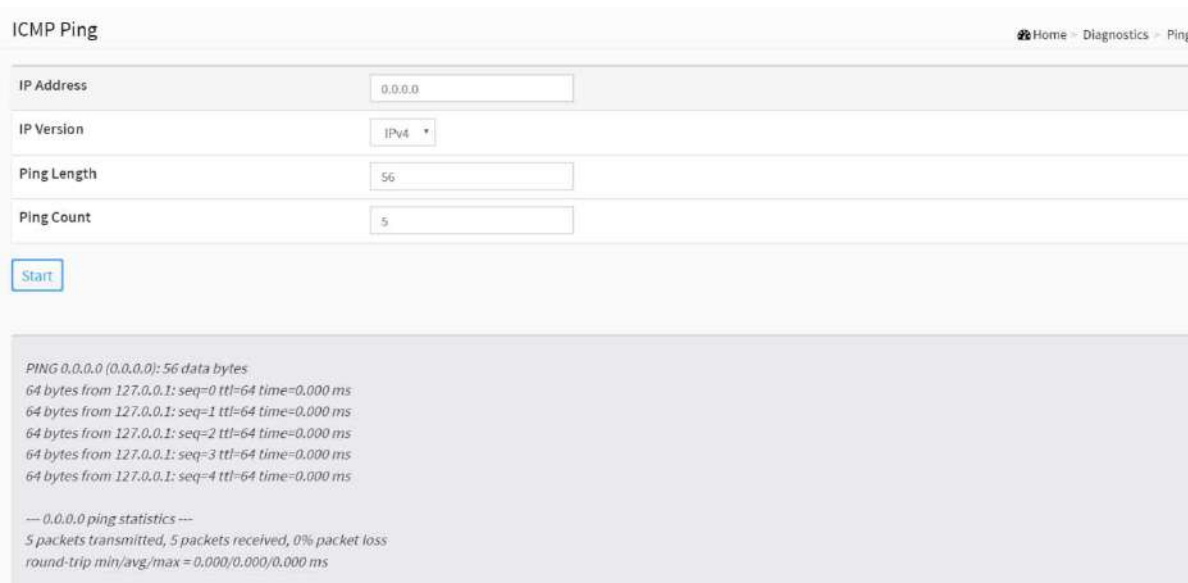 ICMP Ping
Home > Diagnostics > Ping
IP Address
0.0.0.0
IP Version
IPv4
Ping Length
56
Ping Count
5
Start
PING 0.0.0.0 (0.0.0.0): 56 data bytes
64 bytes from 127.0.0.1: seq=0 ttl=64 time=0.000 ms
64 bytes from 127.0.0.1: seq=1 ttl=64 time=0.000 ms
64 bytes from 127.0.0.1: seq=2 ttl=64 time=0.000 ms
64 bytes from 127.0.0.1: seq=3 ttl=64 time=0.000 ms
64 bytes from 127.0.0.1: seq=4 ttl=64 time=0.000 ms
--- 0.0.0.0 ping statistics ---
5 packets transmitted, 5 packets received, 0% packet loss
round-trip min/avg/max = 0.000/0.000/0.000 ms